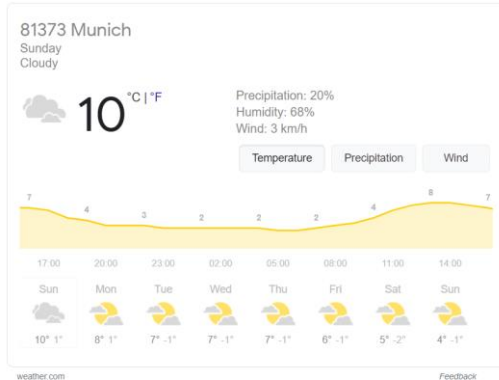 81373 Munich
Sunday
Cloudy
10 °C | °F
Precipitation: 20%
Humidity: 68%
Wind: 3 km/h
Temperature Precipitation Wind
7 4 3 2 2 2 4 8 7
17:00 20:00 23:00 02:00 05:00 08:00 11:00 14:00
Sun Mon Tue Wed Thu Fri Sat Sun
10° 1° 8° 1° 7° -1° 7° -1° 7° -1° 6° -1° 5° -2° 4° -1°
weather.com Feedback